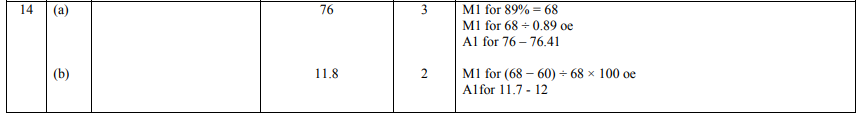 14 (a) 76 3 M1 for 89% = 68
M1 for 68 ÷ 0.89 oe
A1 for 76 – 76.41
(b) 11.8 2 M1 for (68 − 60) ÷ 68 × 100 oe
A1for 11.7 - 12